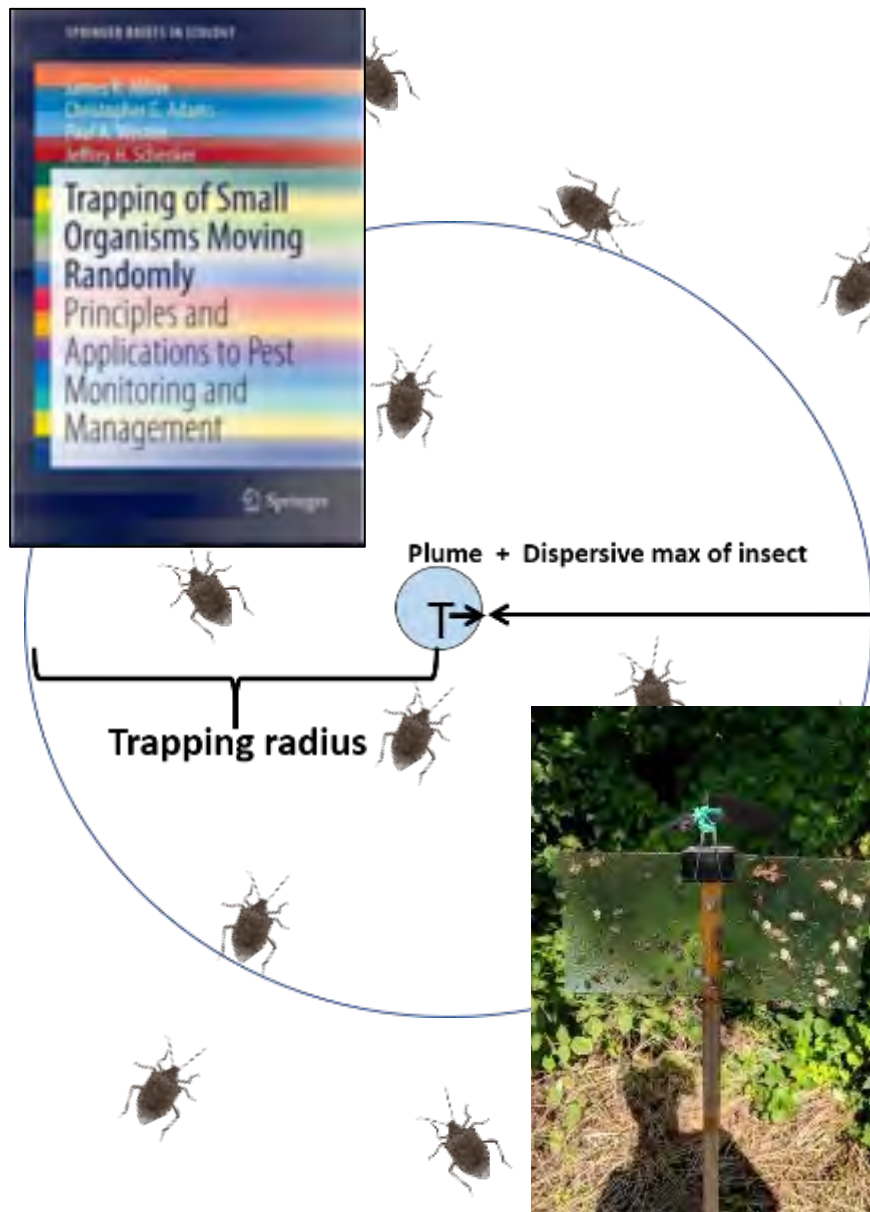 SPRINGER BRIEFS IN ECOLOGY
James R. Miller
Christopher G. Adams
Paul A. Weston
Jeffrey H. Schenker
Trapping of Small
Organisms Moving
Randomly
Principles and
Applications to Pest
Monitoring and
Management
Springer
Plume + Dispersive max of insect
T
Trapping radius